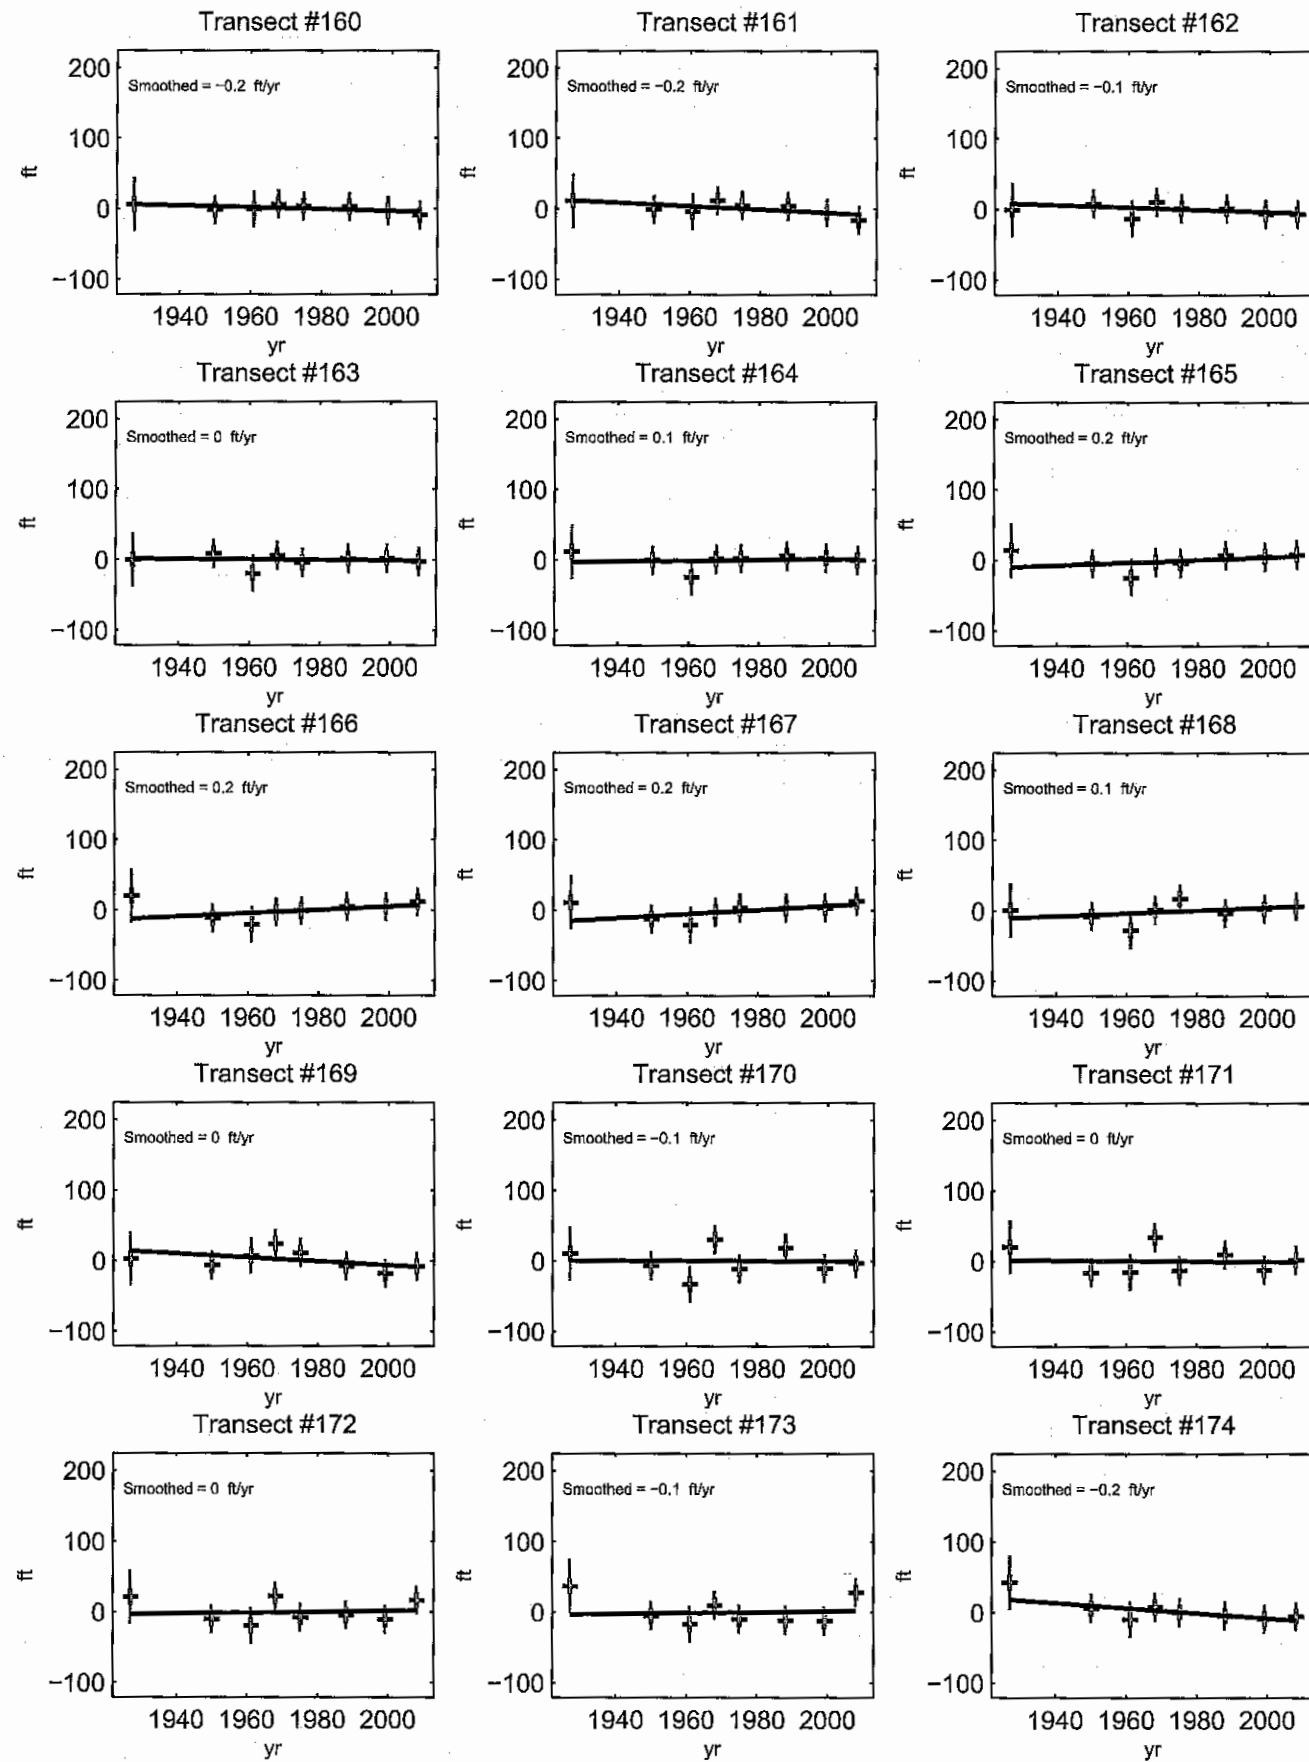 Transect #160
Transect #161
Transect #162
200
Smoothed = −0.2 ft/yr
100
0
−100
ft
1940 1960 1980 2000
yr
200
Smoothed = −0.2 ft/yr
100
0
−100
ft
1940 1960 1980 2000
yr
200
Smoothed = −0.1 ft/yr
100
0
−100
ft
1940 1960 1980 2000
yr
Transect #163
Transect #164
Transect #165
200
Smoothed = 0 ft/yr
100
0
−100
ft
1940 1960 1980 2000
yr
200
Smoothed = 0.1 ft/yr
100
0
−100
ft
1940 1960 1980 2000
yr
200
Smoothed = 0.2 ft/yr
100
0
−100
ft
1940 1960 1980 2000
yr
Transect #166
Transect #167
Transect #168
200
Smoothed = 0.2 ft/yr
100
0
−100
ft
1940 1960 1980 2000
yr
200
Smoothed = 0.2 ft/yr
100
0
−100
ft
1940 1960 1980 2000
yr
200
Smoothed = 0.1 ft/yr
100
0
−100
ft
1940 1960 1980 2000
yr
Transect #169
Transect #170
Transect #171
200
Smoothed = 0 ft/yr
100
0
−100
ft
1940 1960 1980 2000
yr
200
Smoothed = −0.1 ft/yr
100
0
−100
ft
1940 1960 1980 2000
yr
200
Smoothed = 0 ft/yr
100
0
−100
ft
1940 1960 1980 2000
yr
Transect #172
Transect #173
Transect #174
200
Smoothed = 0 ft/yr
100
0
−100
ft
1940 1960 1980 2000
yr
200
Smoothed = −0.1 ft/yr
100
0
−100
ft
1940 1960 1980 2000
yr
200
Smoothed = −0.2 ft/yr
100
0
−100
ft
1940 1960 1980 2000
yr